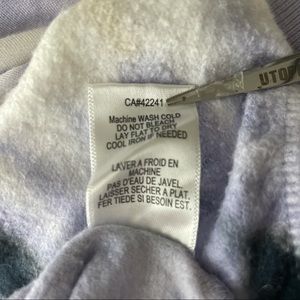 CA#42241
UTO
Machine WASH COLD
DO NOT BLEACH
LAY FLAT TO DRY
COOL IRON IF NEEDED
LAVER A FROID EN
MACHINE
PAS D'EAU DE JAVEL.
LAISSER SECHER A PLAT.
FER TIEDE SI BESOIN EST.